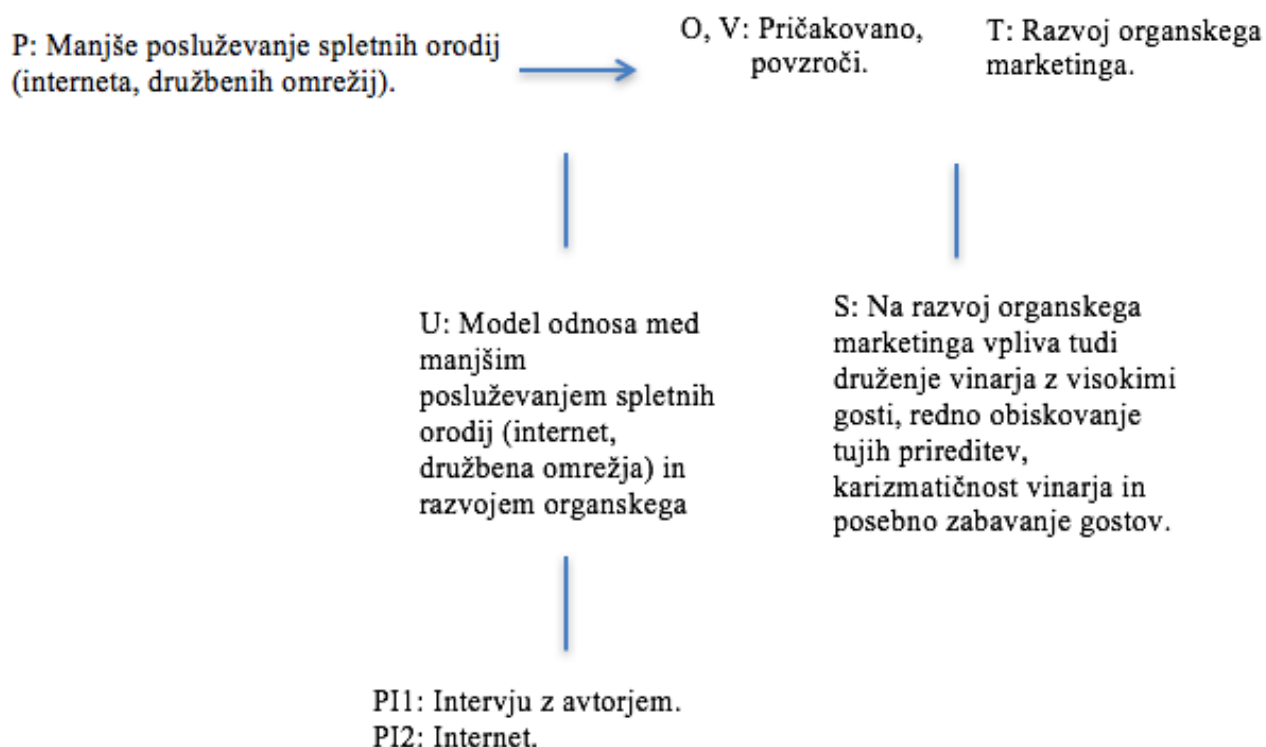 P: Manjše posluževanje spletnih orodij
(interneta, družbenih omrežij).
O, V: Pričakovano,
povzroči.
T: Razvoj organskega
marketinga.
U: Model odnosa med
manjšim
posluževanjem spletnih
orodij (internet,
družbena omrežja) in
razvojem organskega
S: Na razvoj organskega
marketinga vpliva tudi
druženje vinarja z visokimi
gosti, redno obiskovanje
tujih prireditev,
karizmatičnost vinarja in
posebno zabavanje gostov.
PI1: Intervju z avtorjem.
PI2: Internet.